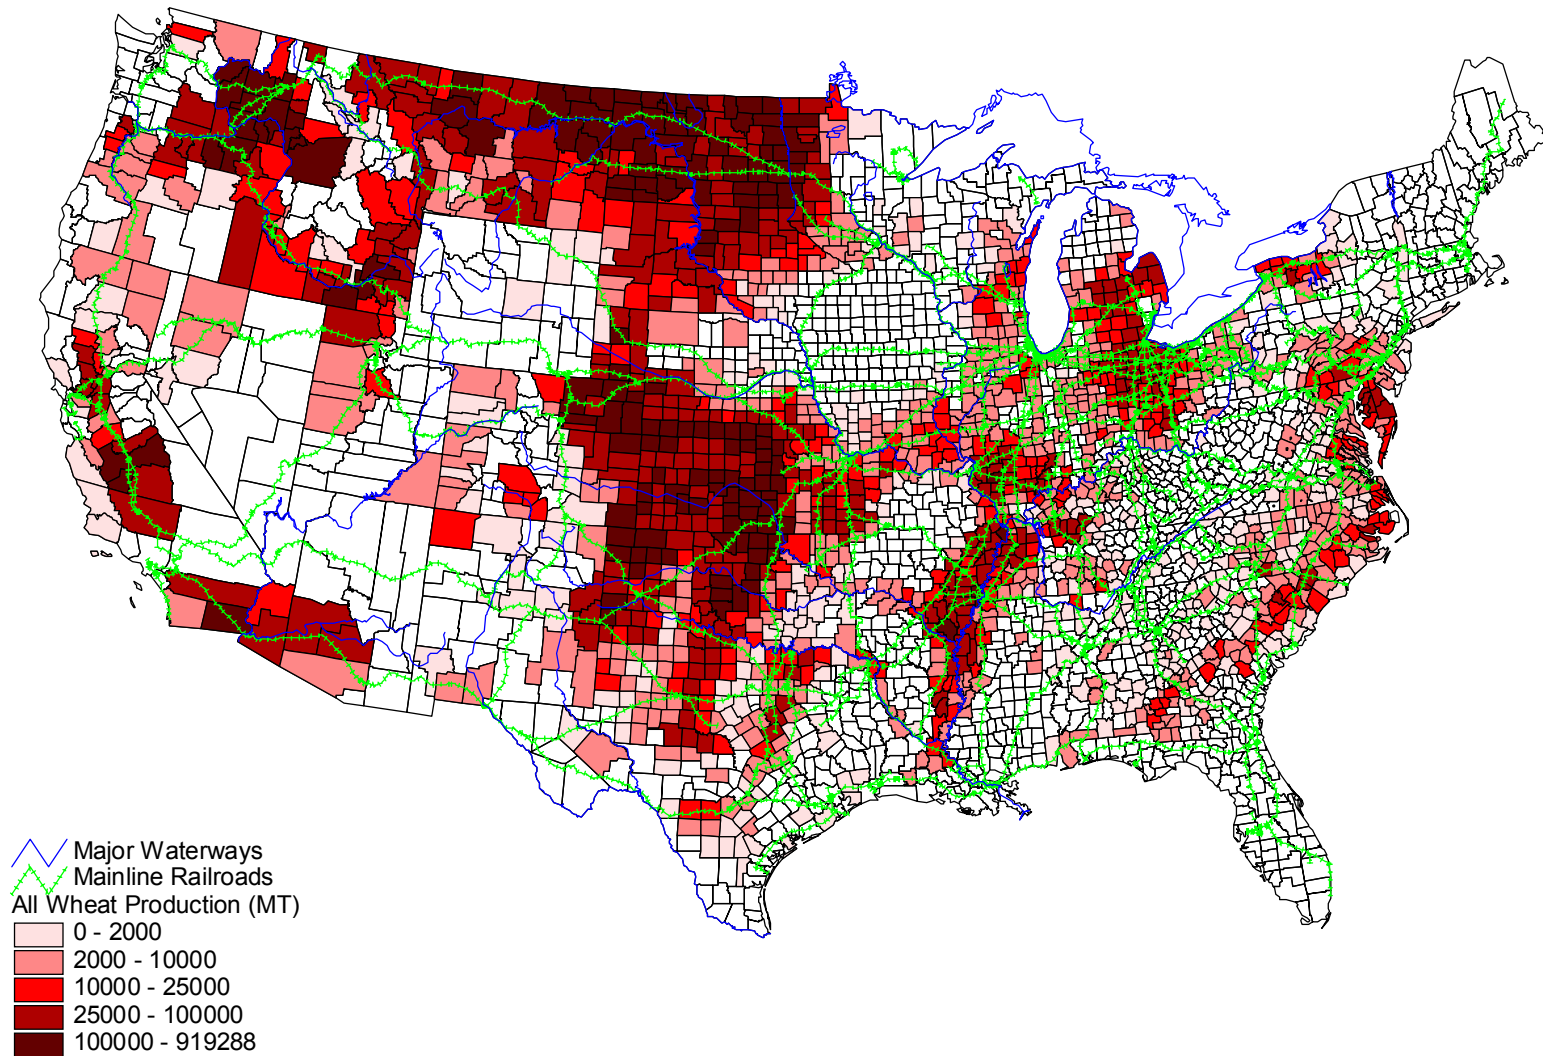 Major Waterways
Mainline Railroads
All Wheat Production (MT)
0 - 2000
2000 - 10000
10000 - 25000
25000 - 100000
100000 - 919288